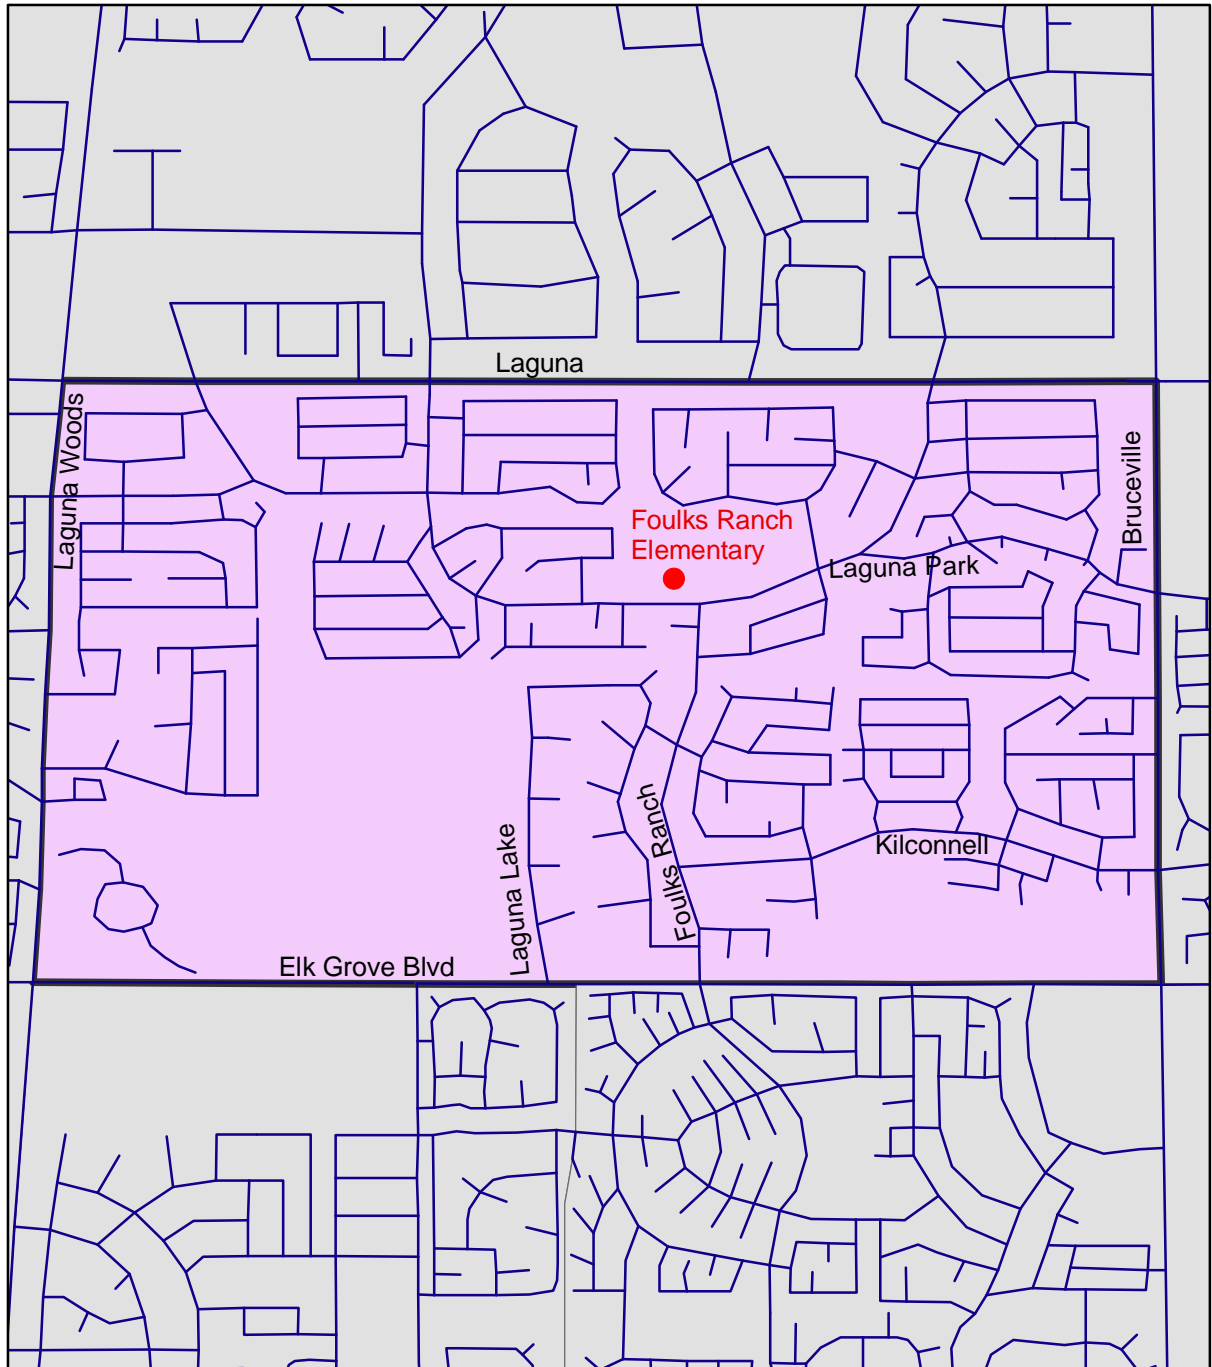 Laguna
Laguna Woods
Bruceville
Foulks Ranch
Elementary
Laguna Park
Foulks Ranch
Laguna Lake
Kilconnell
Elk Grove Blvd